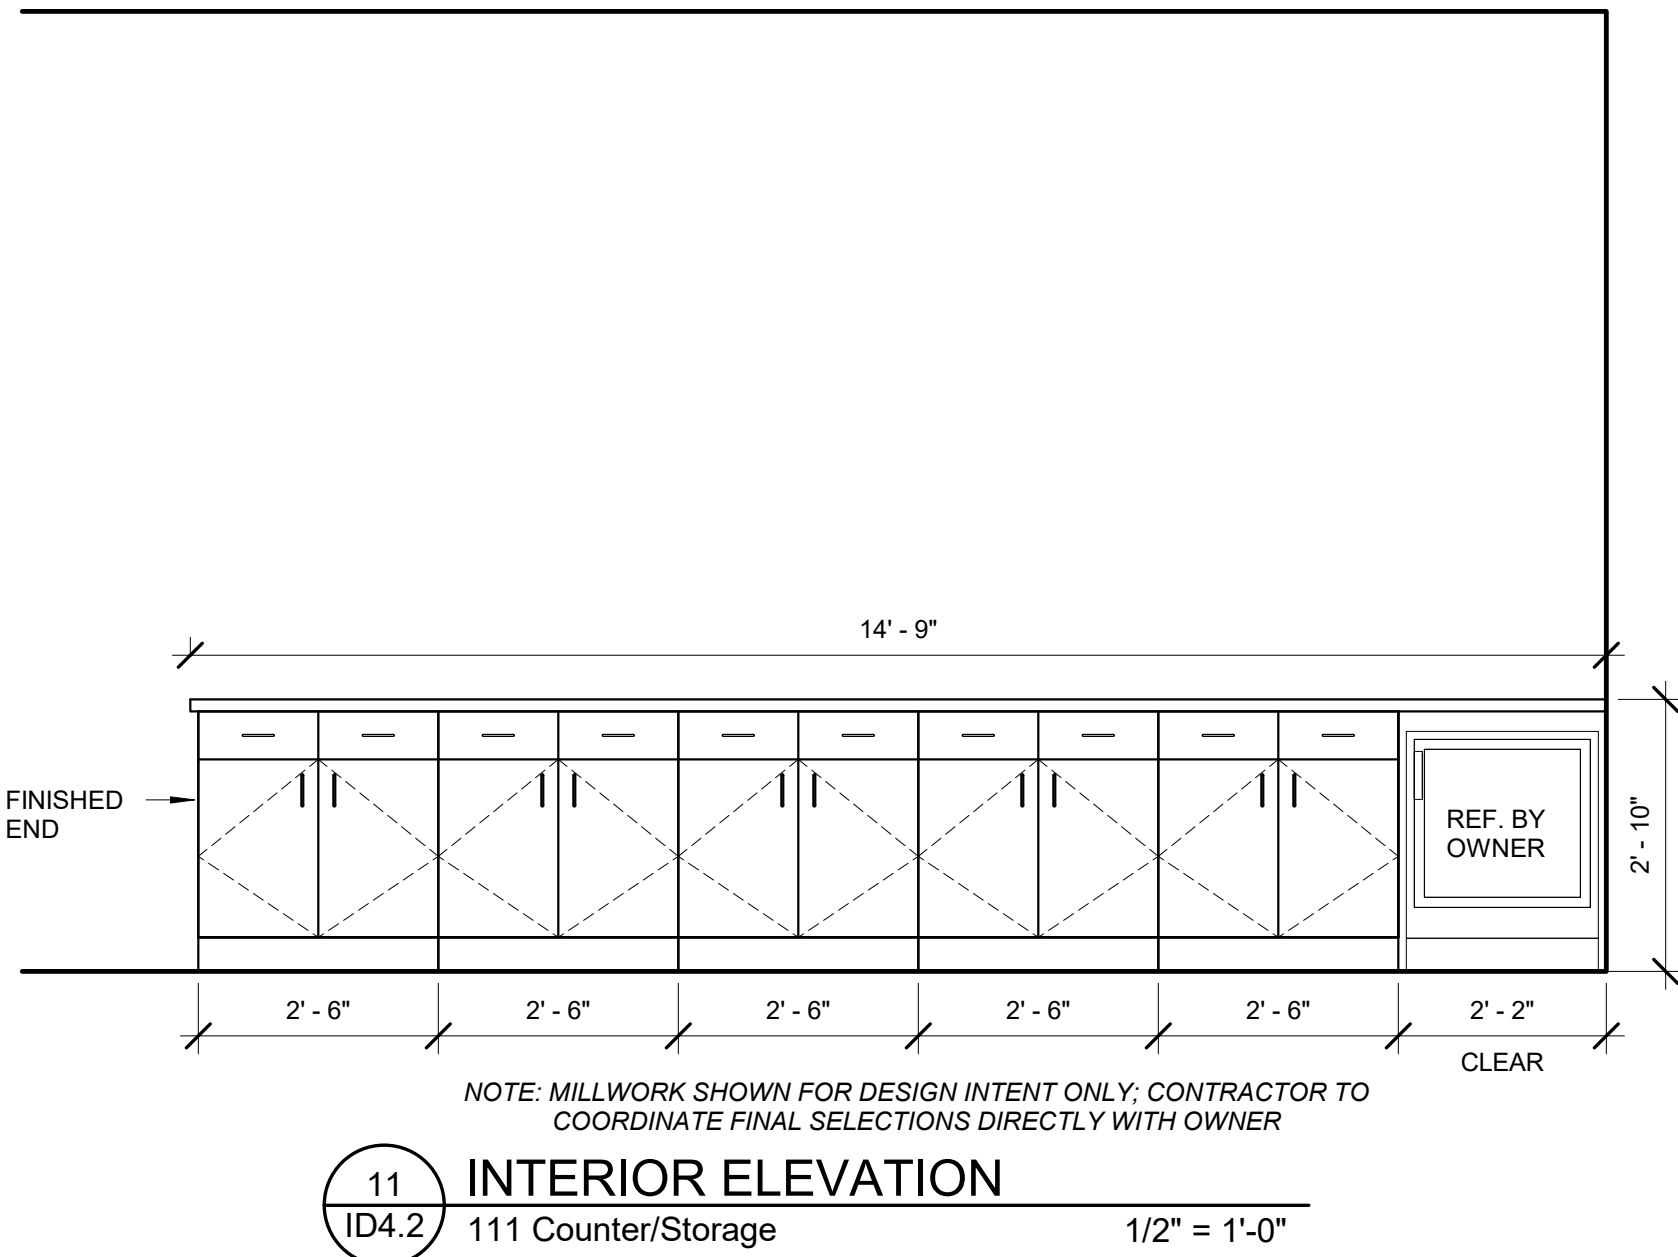 14' - 9"
FINISHED
END
REF. BY
OWNER
2' - 10"
2' - 6"
2' - 6"
2' - 6"
2' - 6"
2' - 6"
2' - 2"
CLEAR
NOTE: MILLWORK SHOWN FOR DESIGN INTENT ONLY; CONTRACTOR TO
COORDINATE FINAL SELECTIONS DIRECTLY WITH OWNER
11
INTERIOR ELEVATION
ID4.2
111 Counter/Storage
1/2" = 1'-0"